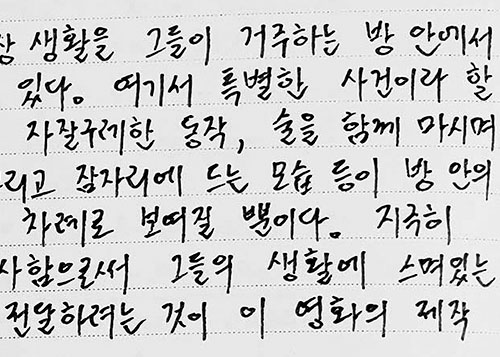 상 생활을 그들이 거주하는 방 안에서
있다. 여기서 특별한 사건이라 할
자잘구레한 동작, 술을 함께 마시며
리고 잠자리에 드는 모습 등이 방 안의
차례로 보여질 뿐이다. 지극히
사함으로써 그들의 생활에 스며있는
전달하려는 것이 이 영화의 제작